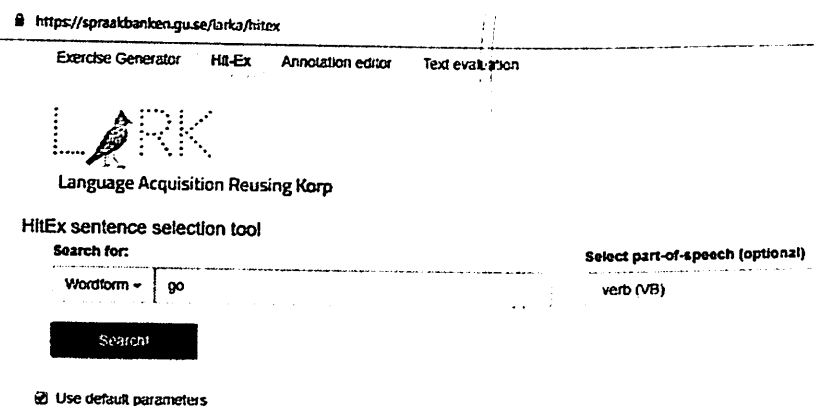 https://spraakbanken.gu.se/larka/hitex
Exercise Generator Hit-Ex Annotation editor Text evaluation
LARK
Language Acquisition Reusing Korp
HitEx sentence selection tool
Search for: Select part-of-speech (optional)
Wordform go verb (VB)
Search!
Use default parameters